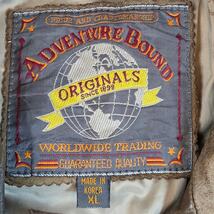 PRIDE AND CRAFTSMANSHIP
ADVENTURE BOUND
ORIGINALS
SINCE 1899
WORLDWIDE TRADING
GUARANTEED QUALITY
MADE IN
KOREA
XL